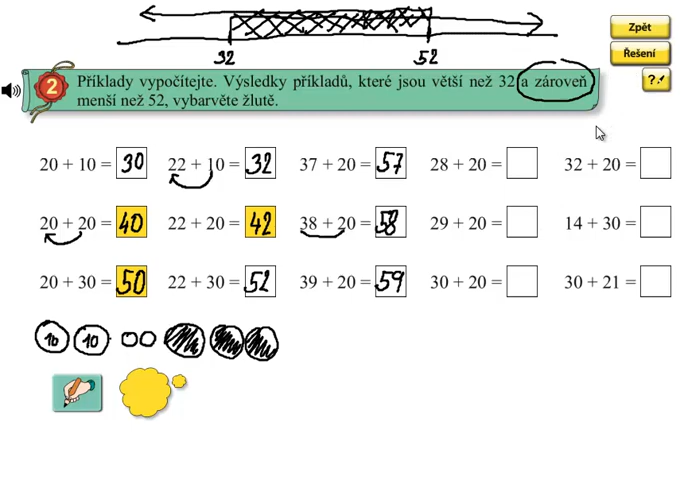 32 52
Zpět
Řešení
?
2
Příklady vypočítejte. Výsledky příkladů, které jsou větší než 32 a zároveň
menší než 52, vybarvěte žlutě.
20 + 10 = 30 22 + 10 = 32 37 + 20 = 57 28 + 20 = 32 + 20 =
20 + 20 = 40 22 + 20 = 42 38 + 20 = 58 29 + 20 = 14 + 30 =
20 + 30 = 50 22 + 30 = 52 39 + 20 = 59 30 + 20 = 30 + 21 =
10 10